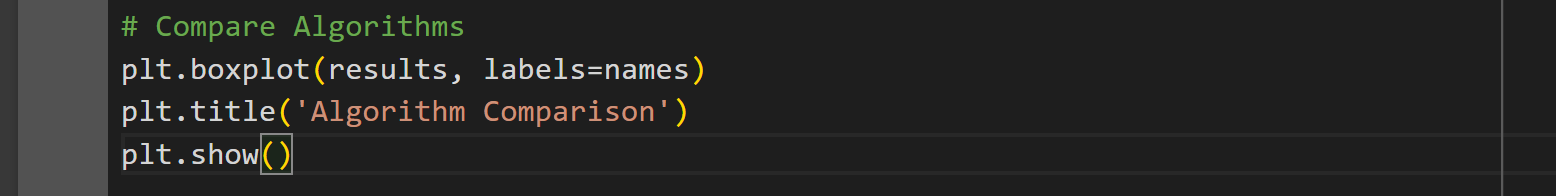 # Compare Algorithms
plt.boxplot(results, labels=names)
plt.title('Algorithm Comparison')
plt.show()